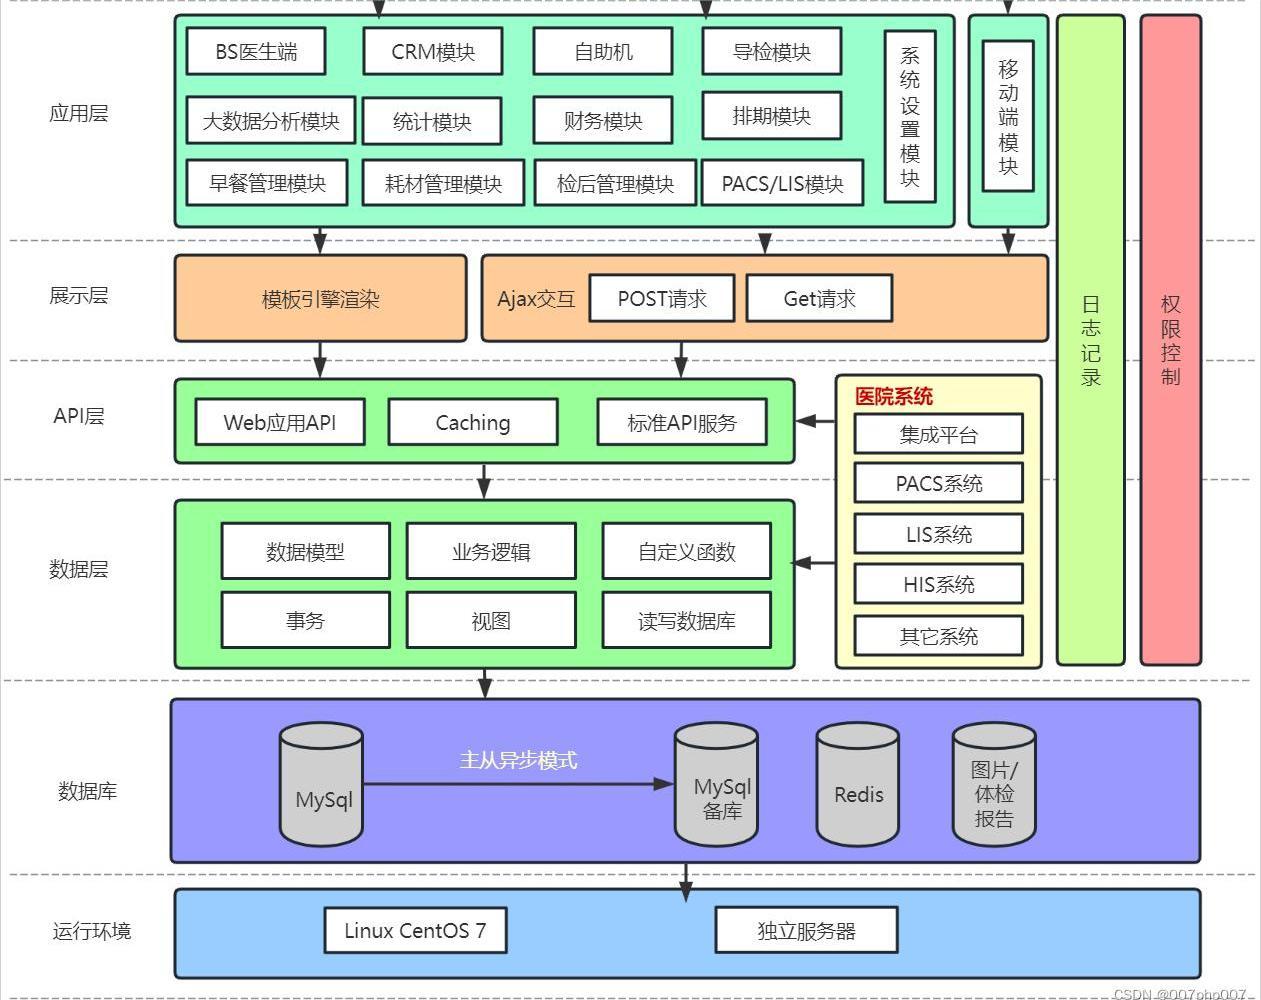 应用层
BS医生端
CRM模块
自助机
导检模块
大数据分析模块
统计模块
财务模块
排期模块
早餐管理模块
耗材管理模块
检后管理模块
PACS/LIS模块
系统设置模块
移动端模块
日志记录
权限控制
展示层
模板引擎渲染
Ajax交互
POST请求
Get请求
API层
Web应用API
Caching
标准API服务
医院系统
集成平台
PACS系统
LIS系统
HIS系统
其它系统
数据层
数据模型
业务逻辑
自定义函数
事务
视图
读写数据库
数据库
MySql
主从异步模式
MySql
备库
Redis
图片/
体检
报告
运行环境
Linux CentOS 7
独立服务器
CSDN @007php007